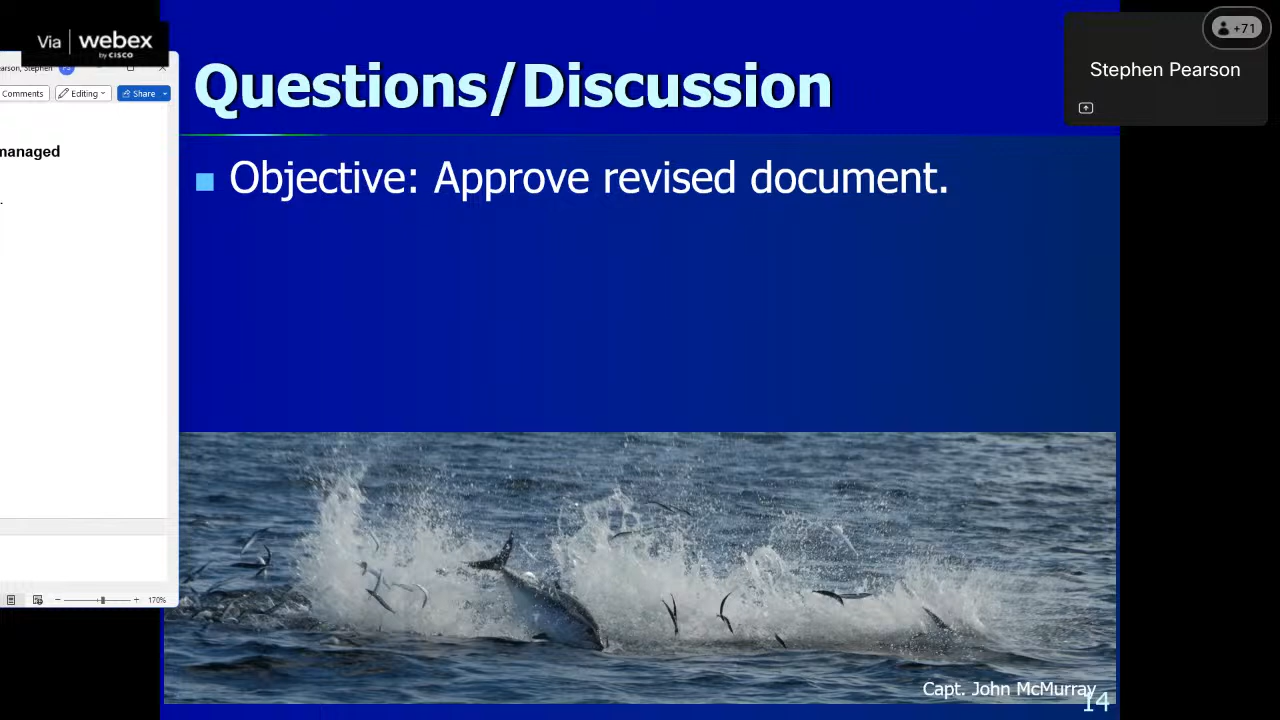 Via webex
by CISCO
+71
Stephen Pearson
Questions/Discussion
Comments Editing Share
Objective: Approve revised document.
managed
170%
Capt. John McMurray
14